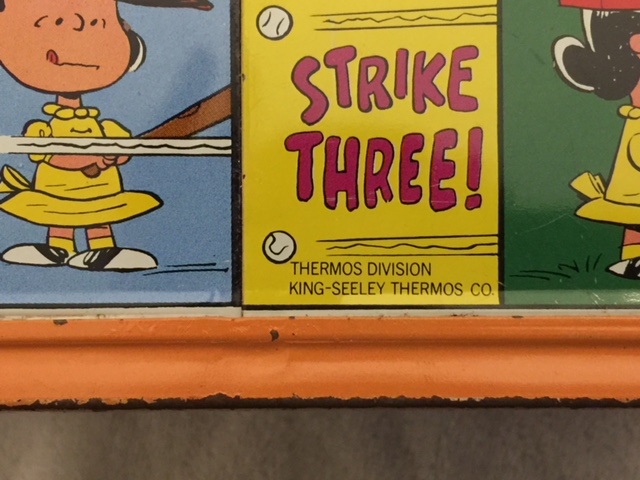 STRIKE
THREE!
THERMOS DIVISION
KING-SEELEY THERMOS CO.